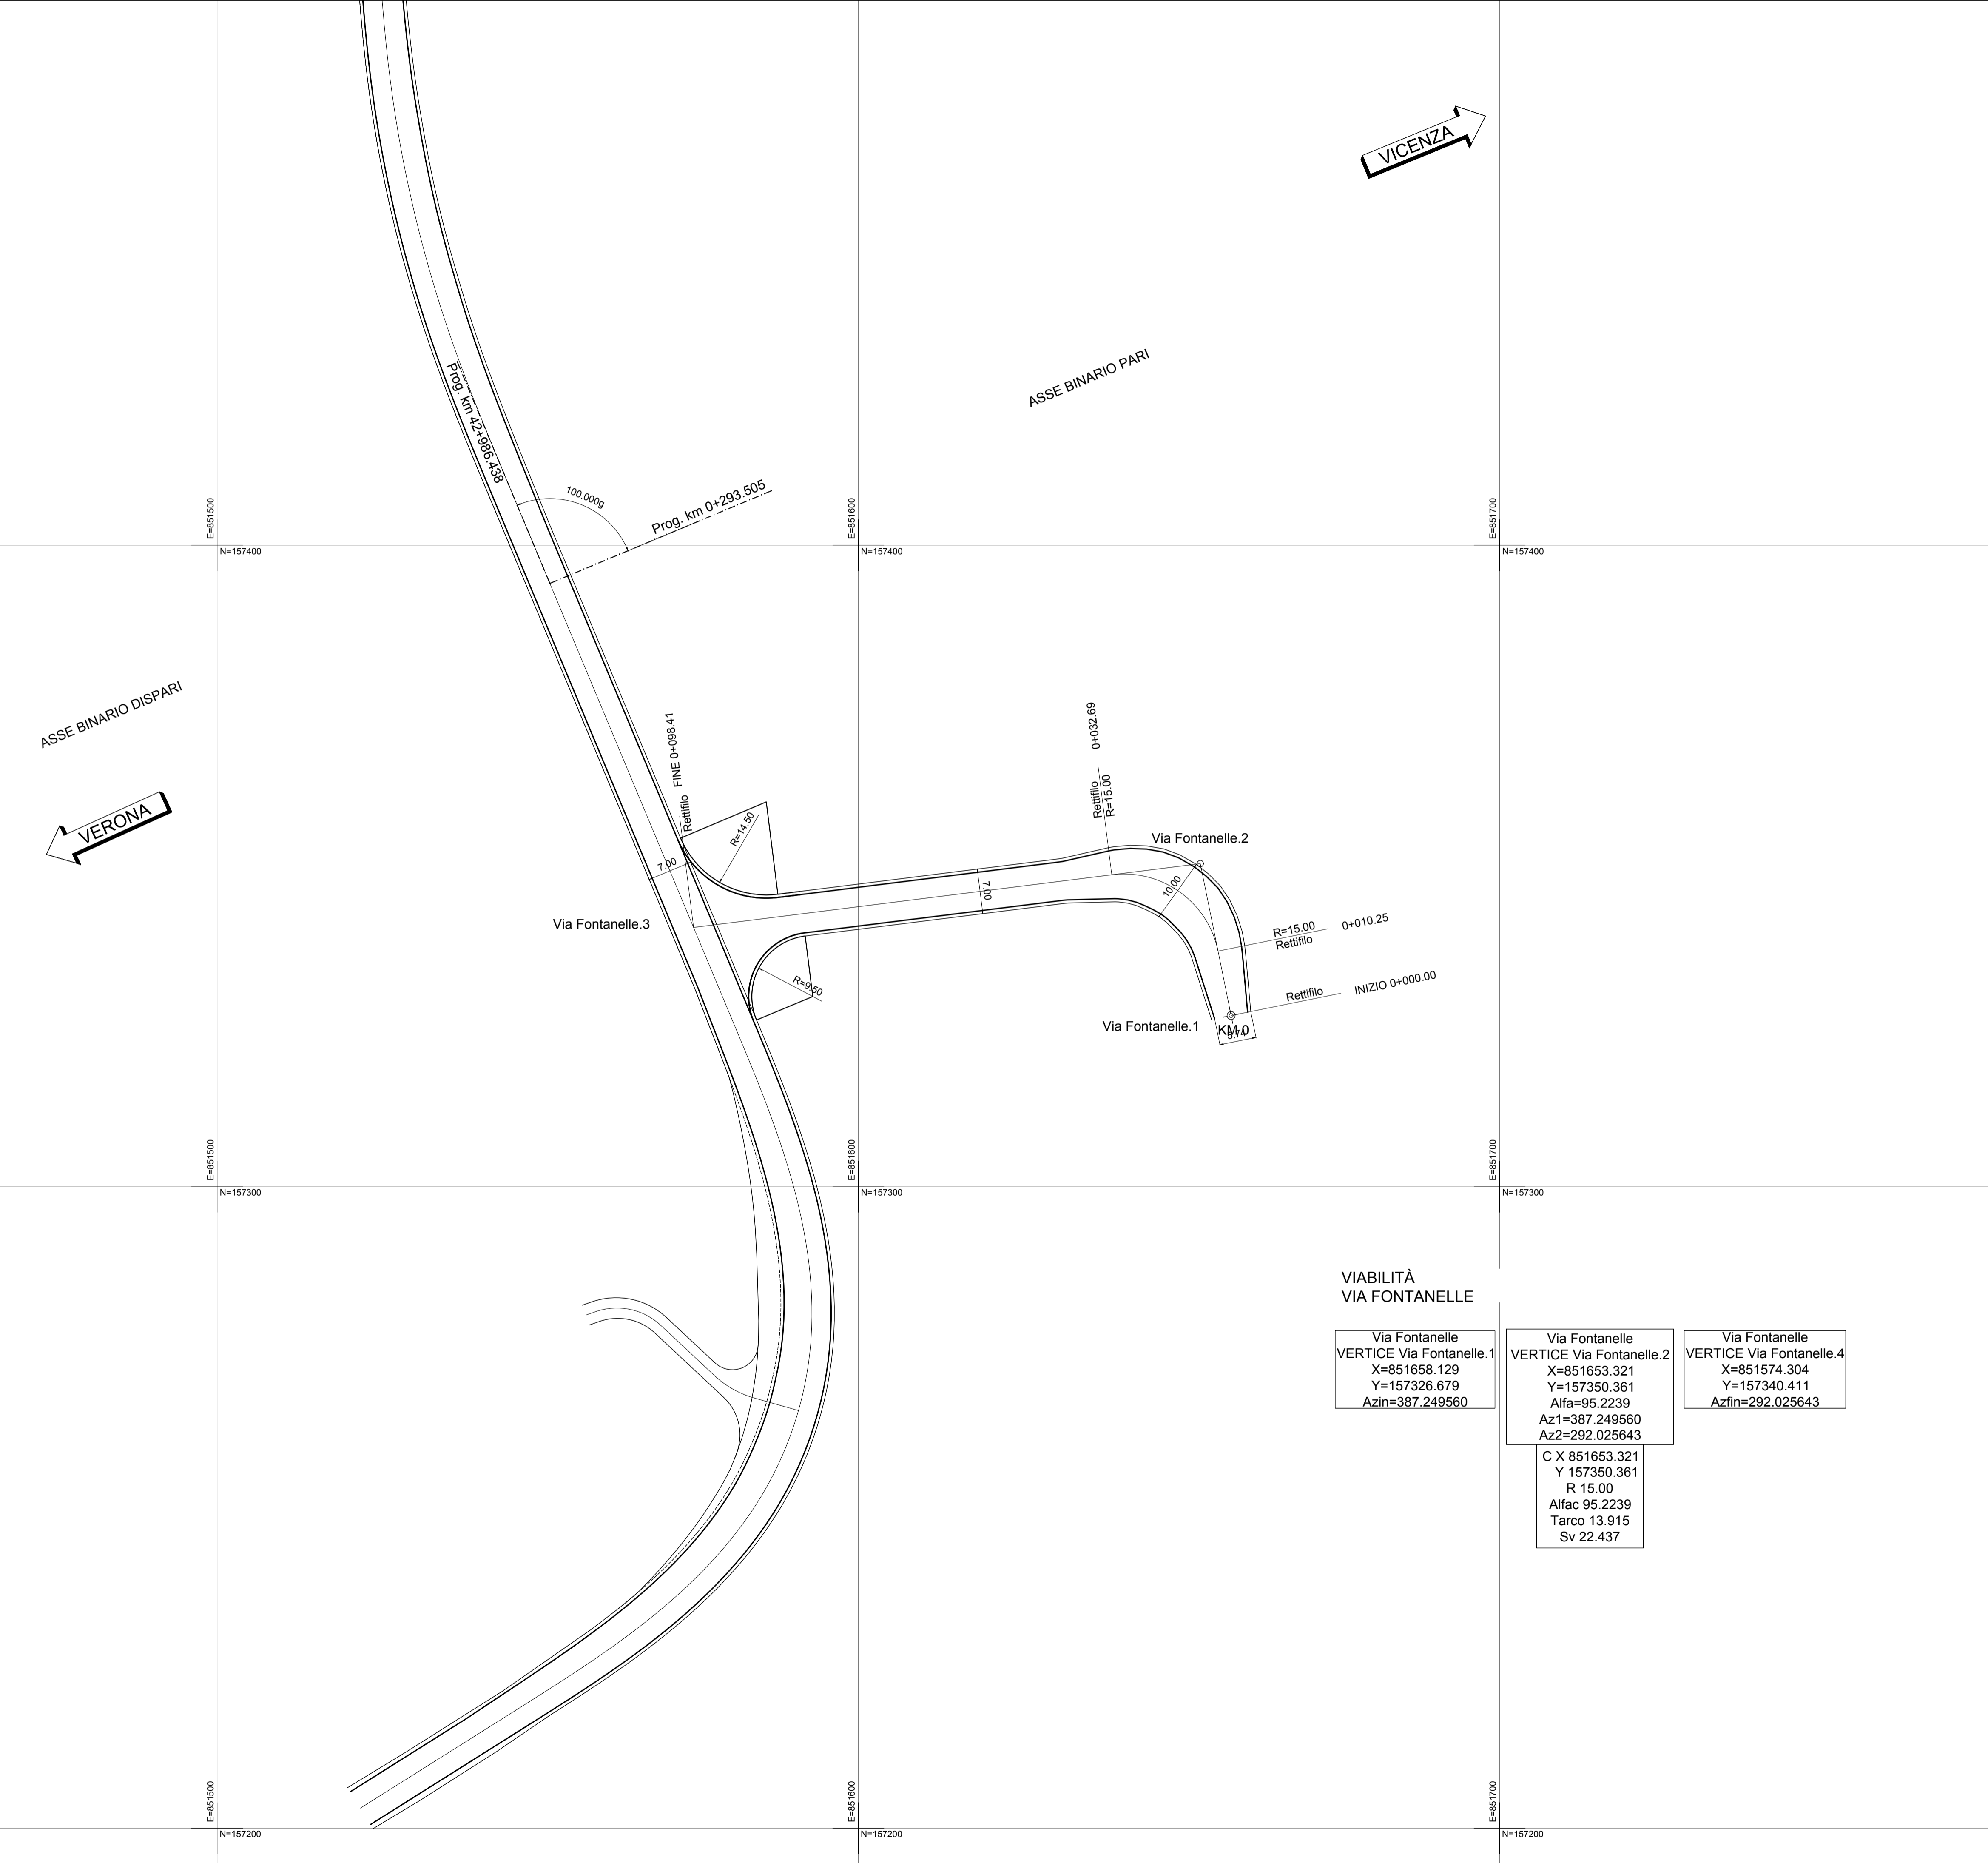 VICENZA
ASSE BINARIO PARI
Prog. km 42+986.438
100.000g
Prog. km 0+293.505
E=851500
N=157400
E=851600
N=157400
E=851700
N=157400
ASSE BINARIO DISPARI
VERONA
Rettifilo FINE 0+098.41
R=14.50
7.00
Rettifilo 0+032.69
R=15.00
Via Fontanelle.2
10.00
7.00
Via Fontanelle.3
R=15.00 0+010.25
Rettifilo
R=9.50
Rettifilo INIZIO 0+000.00
Via Fontanelle.1
KM 0
5.74
E=851500
N=157300
E=851600
N=157300
E=851700
N=157300
VIABILITÀ
VIA FONTANELLE
Via Fontanelle
VERTICE Via Fontanelle.1
X=851658.129
Y=157326.679
Azin=387.249560
Via Fontanelle
VERTICE Via Fontanelle.2
X=851653.321
Y=157350.361
Alfa=95.2239
Az1=387.249560
Az2=292.025643
C X 851653.321
Y 157350.361
R 15.00
Alfac 95.2239
Tarco 13.915
Sv 22.437
Via Fontanelle
VERTICE Via Fontanelle.4
X=851574.304
Y=157340.411
Azfin=292.025643
E=851500
N=157200
E=851600
N=157200
E=851700
N=157200